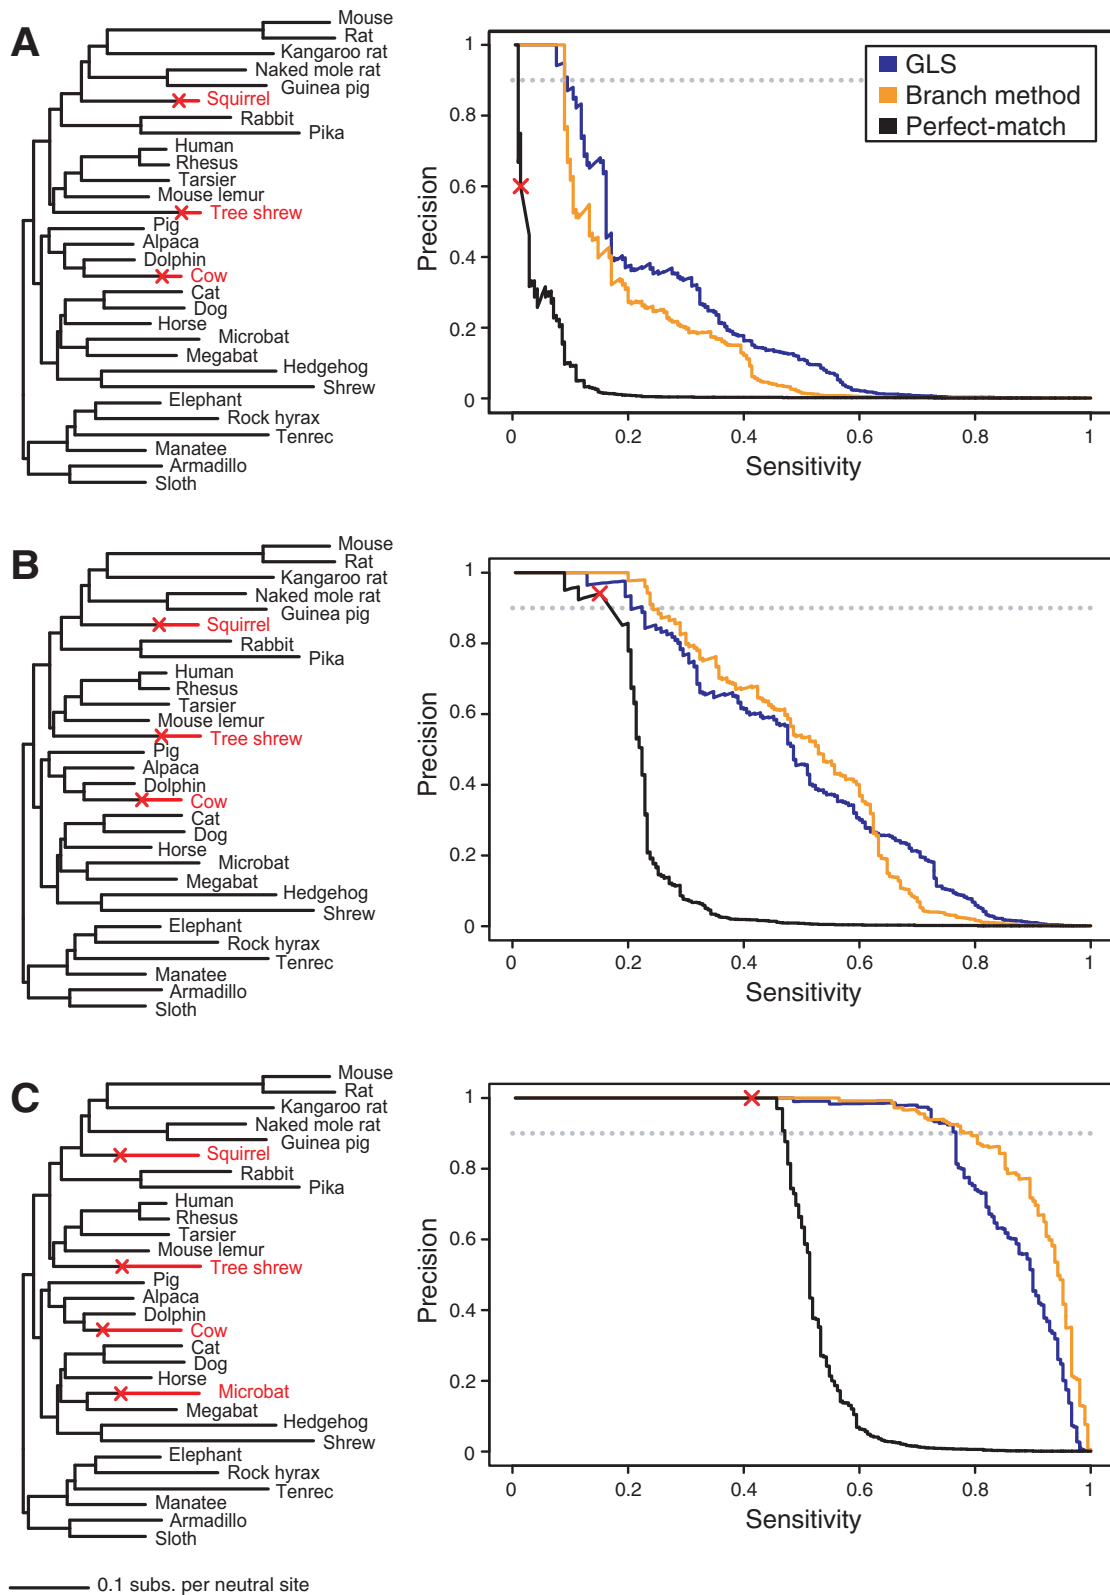 A
Mouse
Rat
Kangaroo rat
Naked mole rat
Guinea pig
Squirrel
Rabbit
Pika
Human
Rhesus
Tarsier
Mouse lemur
Tree shrew
Pig
Alpaca
Dolphin
Cow
Cat
Dog
Horse
Microbat
Megabat
Hedgehog
Shrew
Elephant
Rock hyrax
Tenrec
Manatee
Armadillo
Sloth
GLS
Branch method
Perfect-match
Precision
1
0.8
0.6
0.4
0.2
0
0 0.2 0.4 0.6 0.8 1
Sensitivity
B
Mouse
Rat
Kangaroo rat
Naked mole rat
Guinea pig
Squirrel
Rabbit
Pika
Human
Rhesus
Tarsier
Mouse lemur
Tree shrew
Pig
Alpaca
Dolphin
Cow
Cat
Dog
Horse
Microbat
Megabat
Hedgehog
Shrew
Elephant
Rock hyrax
Tenrec
Manatee
Armadillo
Sloth
Precision
1
0.8
0.6
0.4
0.2
0
0 0.2 0.4 0.6 0.8 1
Sensitivity
C
Mouse
Rat
Kangaroo rat
Naked mole rat
Guinea pig
Squirrel
Rabbit
Pika
Human
Rhesus
Tarsier
Mouse lemur
Tree shrew
Pig
Alpaca
Dolphin
Cow
Cat
Dog
Horse
Microbat
Megabat
Hedgehog
Shrew
Elephant
Rock hyrax
Tenrec
Manatee
Armadillo
Sloth
Precision
1
0.8
0.6
0.4
0.2
0
0 0.2 0.4 0.6 0.8 1
Sensitivity
0.1 subs. per neutral site